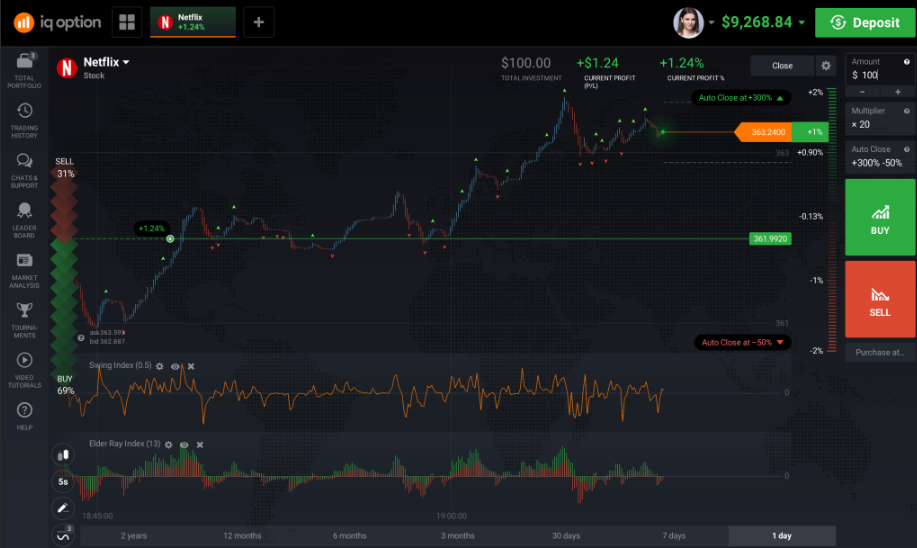 iq option
Netflix
+1.24%
+
$9,268.84
Deposit
3
TOTAL
PORTFOLIO
TRADING
HISTORY
CHATS &
SUPPORT
LEADER
BOARD
MARKET
ANALYSIS
TOURNA-
MENTS
VIDEO
TUTORIALS
HELP
Netflix
Stock
$100.00
TOTAL INVESTMENT
+$1.24
CURRENT PROFIT
(P/L)
+1.24%
CURRENT PROFIT %
Close
Auto Close at +300%
+2%
363.2400
+1%
363
+0.90%
SELL
31%
+1.24%
-0.13%
361.9920
-1%
361
bid 362.887
Auto Close at −50%
-2%
BUY
69%
Swing Index (0.5)
0
Elder Ray Index (13)
0
5s
3
18:45:00
19:00:00
2 years
12 months
6 months
3 months
30 days
7 days
1 day
Amount
$ 100
−
+
Multiplier
× 20
Auto Close
+300% -50%
BUY
SELL
Purchase at...